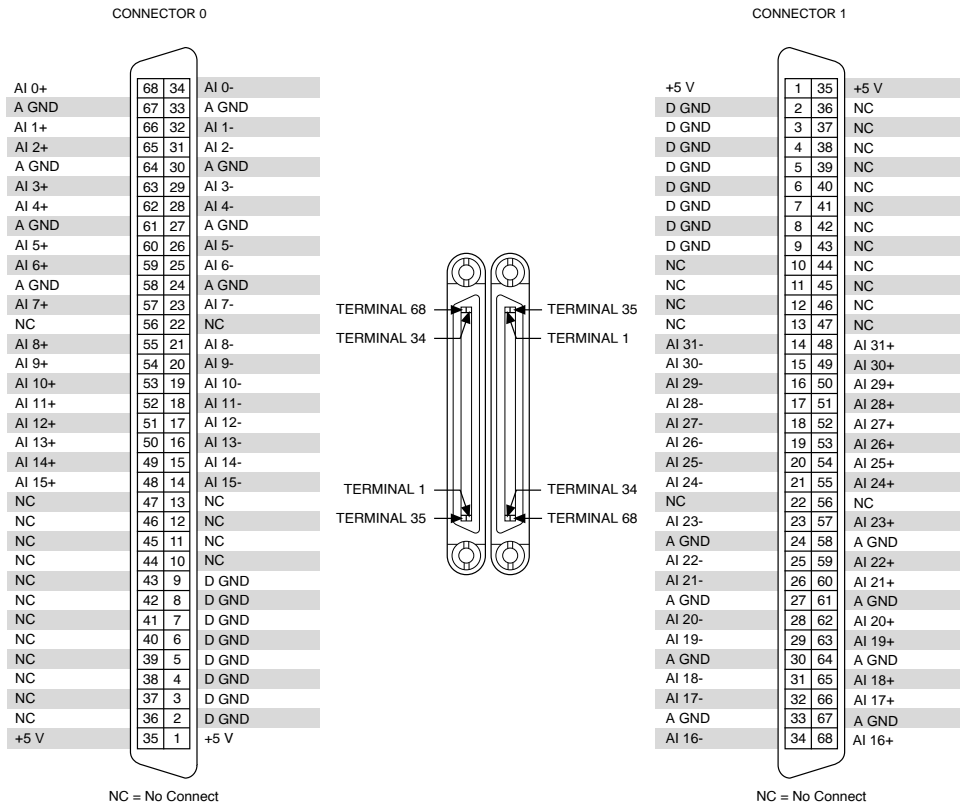 CONNECTOR 0
AI 0+ 68 34 AI 0-
A GND 67 33 A GND
AI 1+ 66 32 AI 1-
AI 2+ 65 31 AI 2-
A GND 64 30 A GND
AI 3+ 63 29 AI 3-
AI 4+ 62 28 AI 4-
A GND 61 27 A GND
AI 5+ 60 26 AI 5-
AI 6+ 59 25 AI 6-
A GND 58 24 A GND
AI 7+ 57 23 AI 7-
NC 56 22 NC
AI 8+ 55 21 AI 8-
AI 9+ 54 20 AI 9-
AI 10+ 53 19 AI 10-
AI 11+ 52 18 AI 11-
AI 12+ 51 17 AI 12-
AI 13+ 50 16 AI 13-
AI 14+ 49 15 AI 14-
AI 15+ 48 14 AI 15-
NC 47 13 NC
NC 46 12 NC
NC 45 11 NC
NC 44 10 NC
NC 43 9 D GND
NC 42 8 D GND
NC 41 7 D GND
NC 40 6 D GND
NC 39 5 D GND
NC 38 4 D GND
NC 37 3 D GND
NC 36 2 D GND
+5 V 35 1 +5 V
NC = No Connect
TERMINAL 68
TERMINAL 34
TERMINAL 35
TERMINAL 1
TERMINAL 1
TERMINAL 35
TERMINAL 34
TERMINAL 68
CONNECTOR 1
+5 V 1 35 +5 V
D GND 2 36 NC
D GND 3 37 NC
D GND 4 38 NC
D GND 5 39 NC
D GND 6 40 NC
D GND 7 41 NC
D GND 8 42 NC
D GND 9 43 NC
NC 10 44 NC
NC 11 45 NC
NC 12 46 NC
NC 13 47 NC
AI 31- 14 48 AI 31+
AI 30- 15 49 AI 30+
AI 29- 16 50 AI 29+
AI 28- 17 51 AI 28+
AI 27- 18 52 AI 27+
AI 26- 19 53 AI 26+
AI 25- 20 54 AI 25+
AI 24- 21 55 AI 24+
NC 22 56 NC
AI 23- 23 57 AI 23+
A GND 24 58 A GND
AI 22- 25 59 AI 22+
AI 21- 26 60 AI 21+
A GND 27 61 A GND
AI 20- 28 62 AI 20+
AI 19- 29 63 AI 19+
A GND 30 64 A GND
AI 18- 31 65 AI 18+
AI 17- 32 66 AI 17+
A GND 33 67 A GND
AI 16- 34 68 AI 16+
NC = No Connect